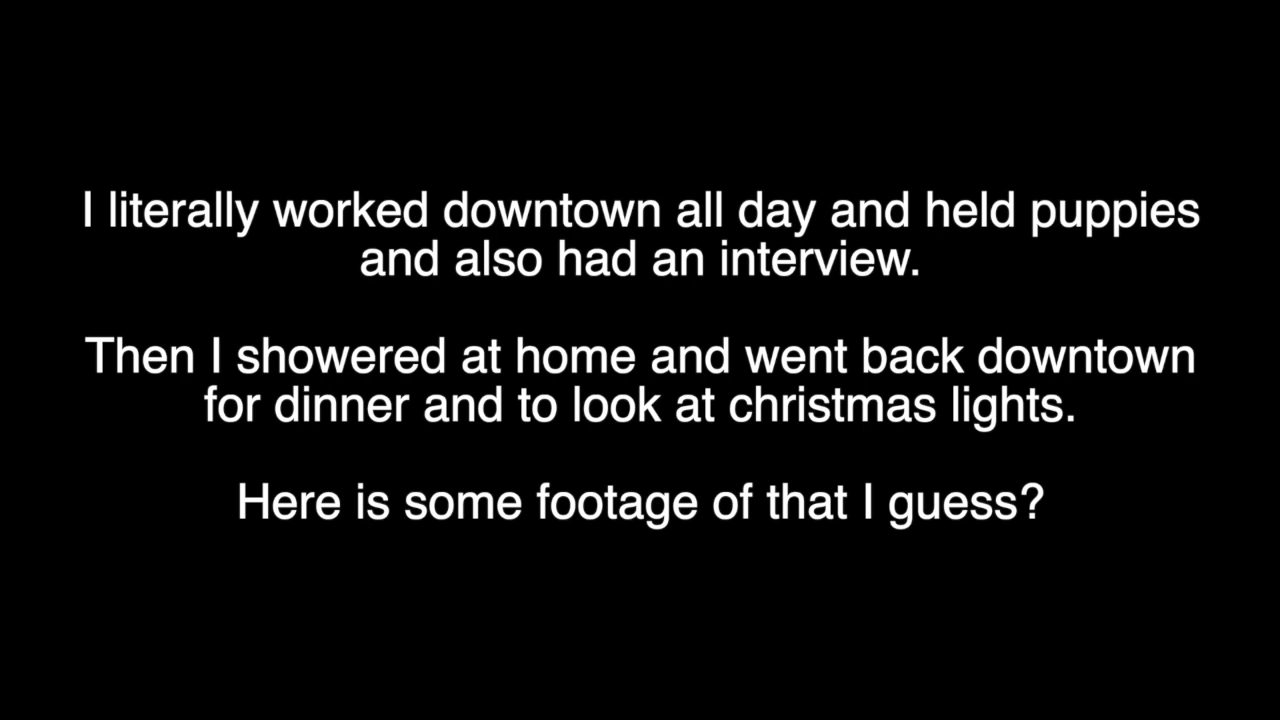 I literally worked downtown all day and held puppies
and also had an interview.
Then I showered at home and went back downtown
for dinner and to look at christmas lights.
Here is some footage of that I guess?